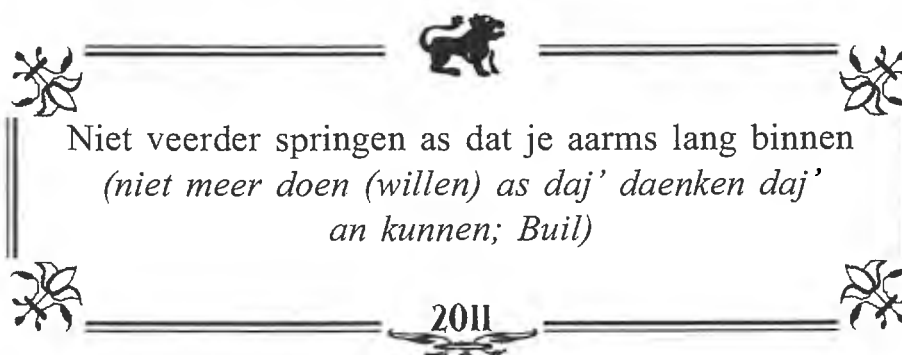 Niet veerder springen as dat je aarms lang binnen
(niet meer doen (willen) as daj' daenken daj'
an kunnen; Buil)
2011